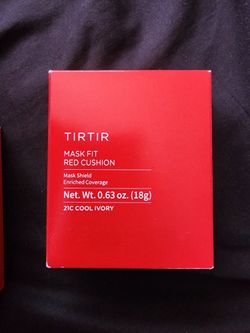 TIRTIR
MASK FIT
RED CUSHION
Mask Shield
Enriched Coverage
Net. Wt. 0.63 oz. (18g)
21C COOL IVORY